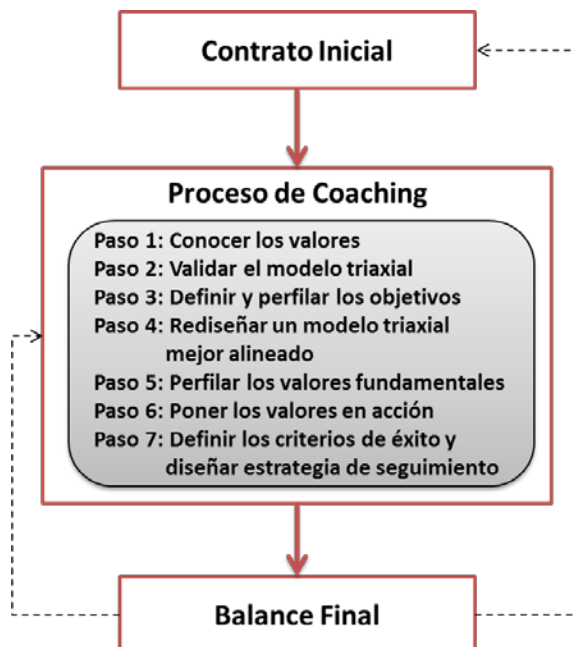 Contrato Inicial
Proceso de Coaching
Paso 1: Conocer los valores
Paso 2: Validar el modelo triaxial
Paso 3: Definir y perfilar los objetivos
Paso 4: Rediseñar un modelo triaxial
mejor alineado
Paso 5: Perfilar los valores fundamentales
Paso 6: Poner los valores en acción
Paso 7: Definir los criterios de éxito y
diseñar estrategia de seguimiento
Balance Final